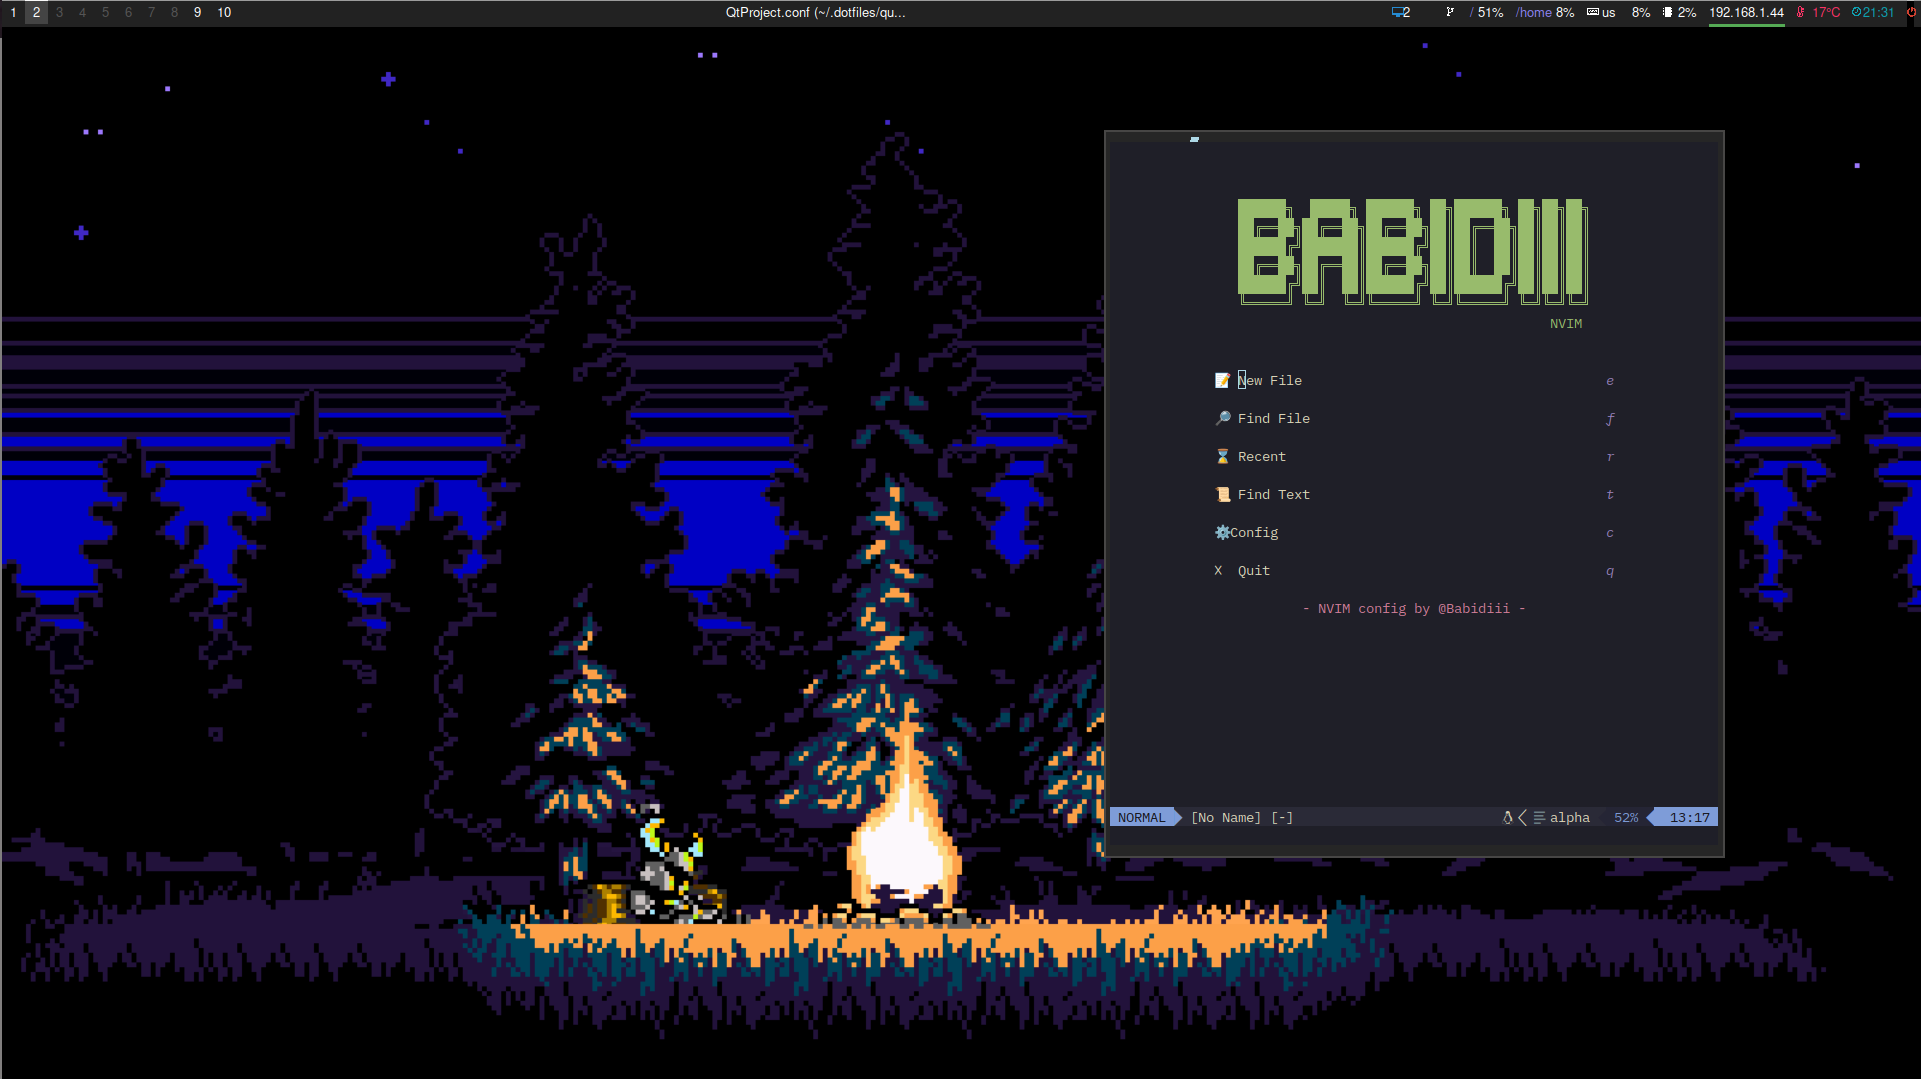 1 2 3 4 5 6 7 8 9 10 QtProject.conf (~/.dotfiles/qu... 2 / 51% /home 8% us 8% 2% 192.168.1.44 17°C 21:31
BABIDIII
NVIM
New File e
Find File f
Recent r
Find Text t
Config c
X Quit q
- NVIM config by @Babidiii -
NORMAL [No Name] [-] alpha 52% 13:17